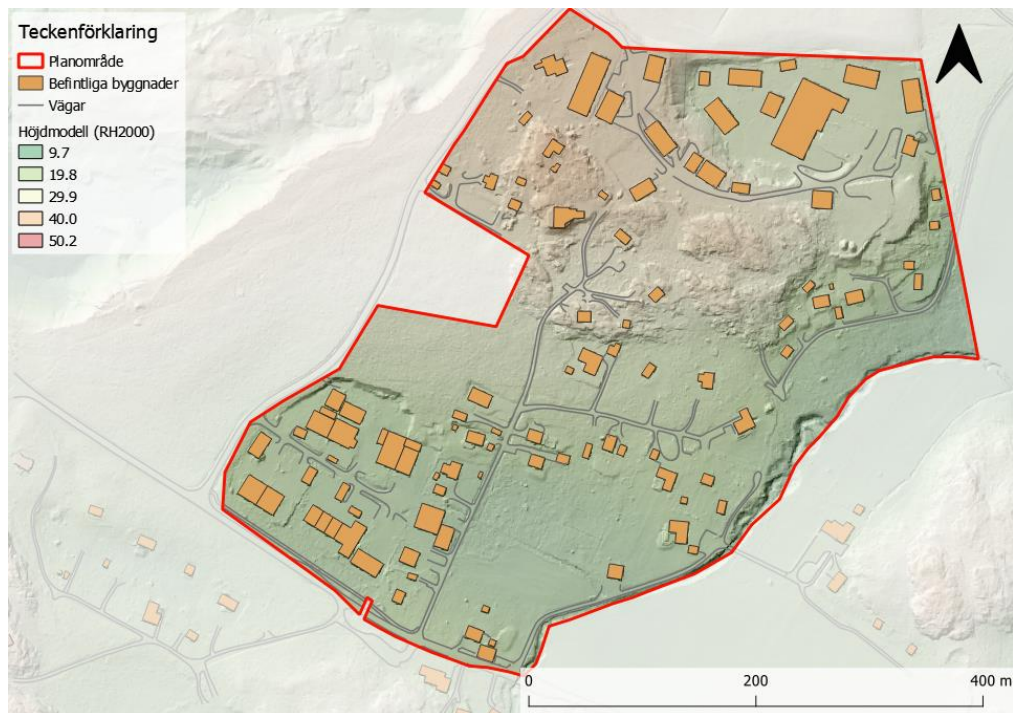 Teckenförklaring
Planområde
Befintliga byggnader
Vägar
Höjdmodell (RH2000)
9.7
19.8
29.9
40.0
50.2
0 200 400 m